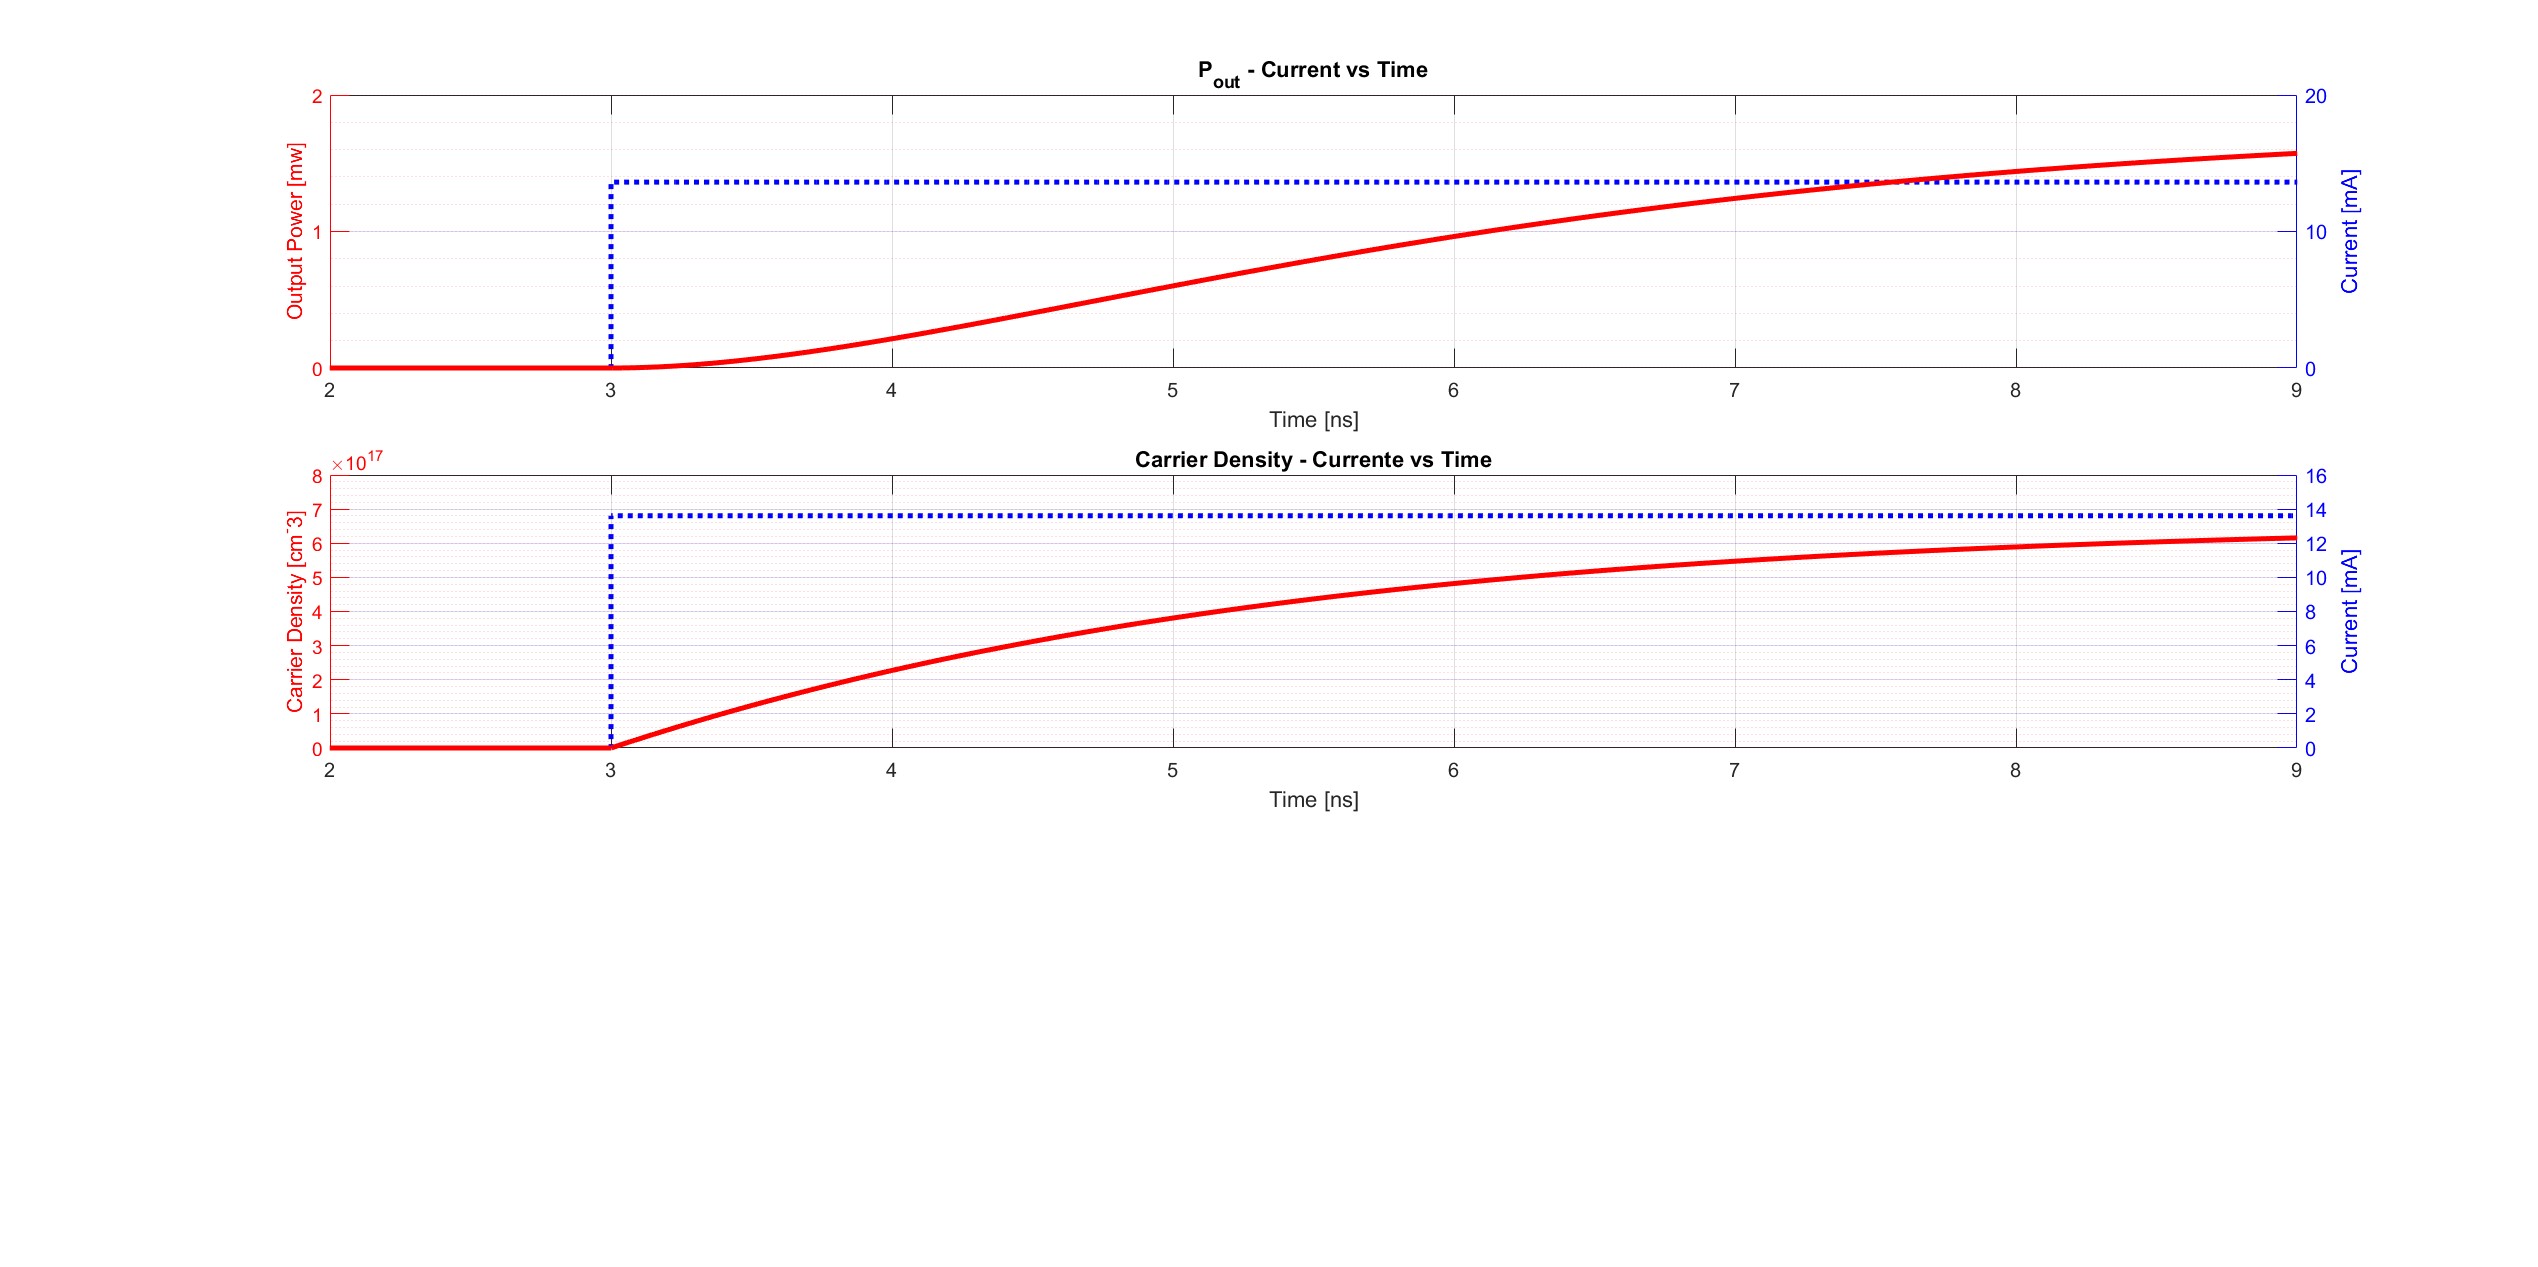 P_out - Current vs Time
2
1
0
Output Power [mw]
20
10
0
Current [mA]
2 3 4 5 6 7 8 9
Time [ns]
Carrier Density - Currente vs Time
×10^17
8
7
6
5
4
3
2
1
0
Carrier Density [cm^-3]
16
14
12
10
8
6
4
2
0
Current [mA]
2 3 4 5 6 7 8 9
Time [ns]